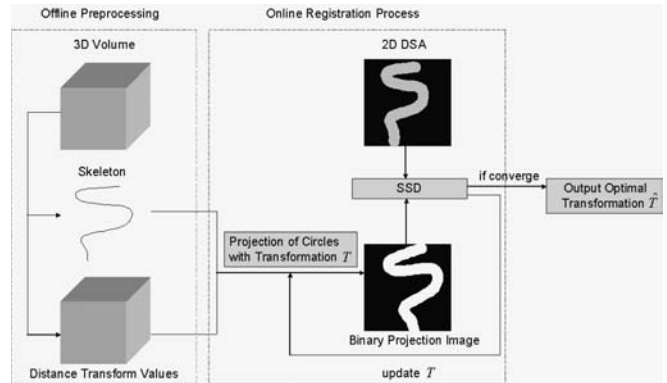 Offline Preprocessing
Online Registration Process
3D Volume
2D DSA
Skeleton
SSD
if converge
Output Optimal
Transformation T̂
Projection of Circles
with Transformation T
Binary Projection Image
Distance Transform Values
update T